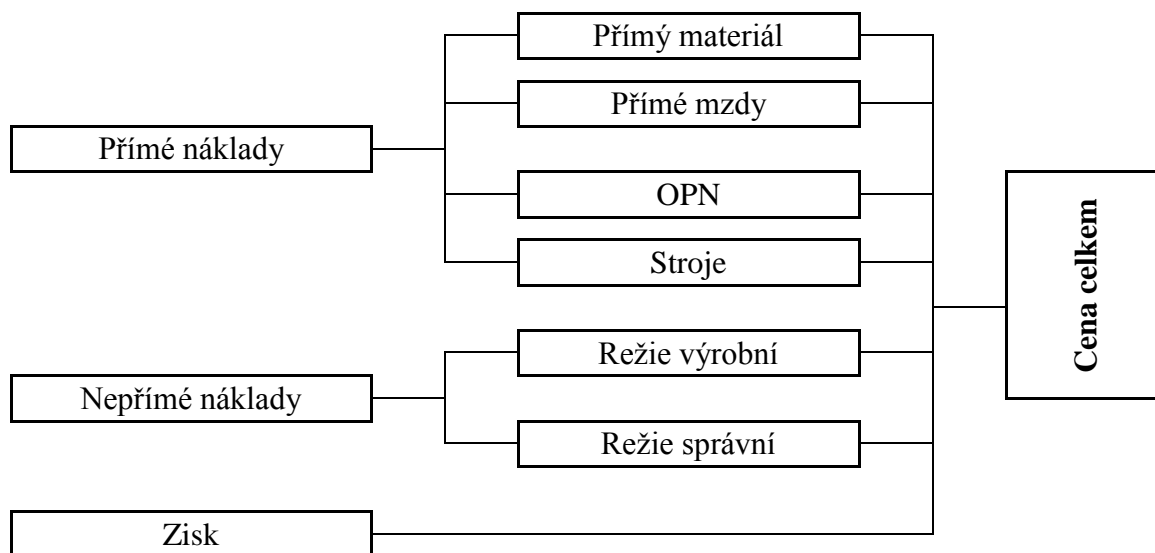 Přímý materiál
Přímé mzdy
Přímé náklady
OPN
Stroje
Cena celkem
Režie výrobní
Nepřímé náklady
Režie správní
Zisk